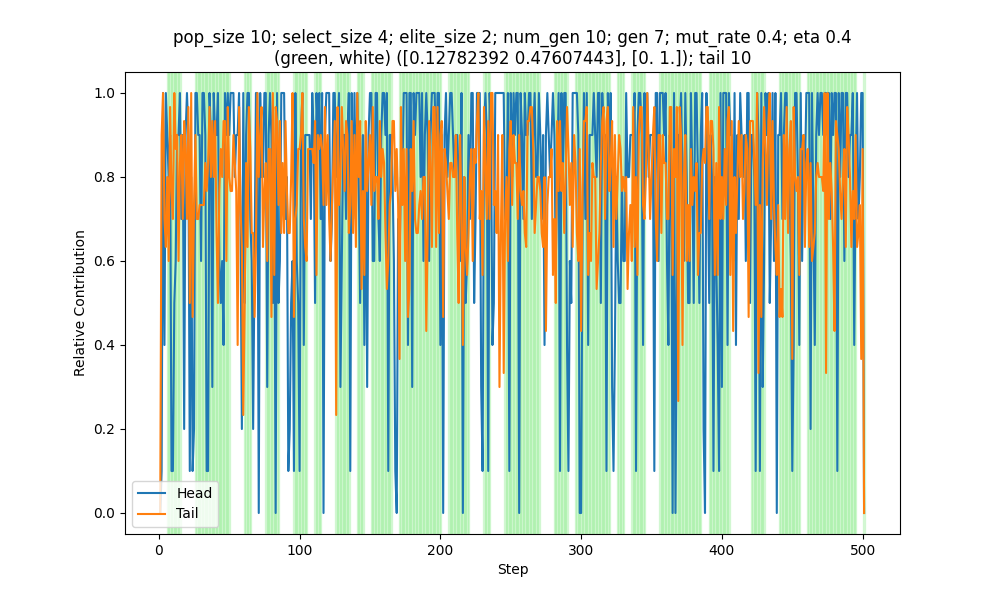 pop_size 10; select_size 4; elite_size 2; num_gen 10; gen 7; mut_rate 0.4; eta 0.4
(green, white) ([0.12782392 0.47607443], [0. 1.]); tail 10
1.0
0.8
0.6
0.4
0.2
0.0
Relative Contribution
Head
Tail
0
100
200
300
400
500
Step